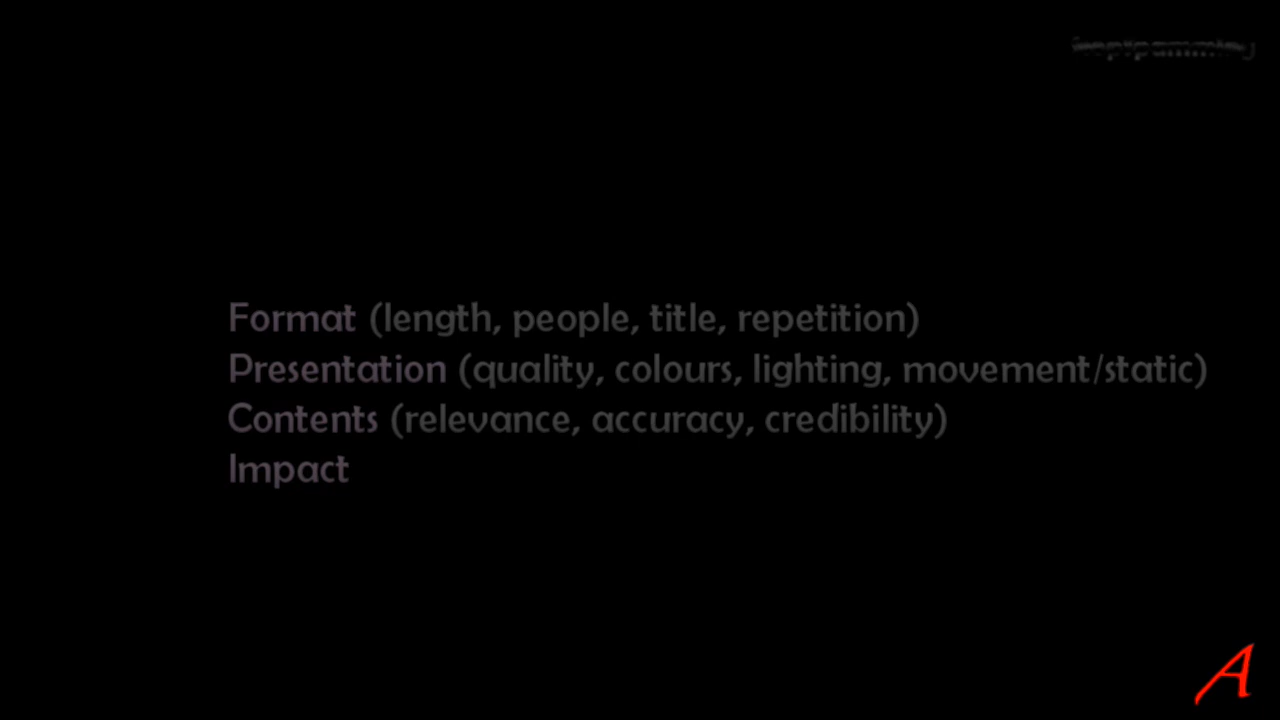 Format (length, people, title, repetition)
Presentation (quality, colours, lighting, movement/static)
Contents (relevance, accuracy, credibility)
Impact
A